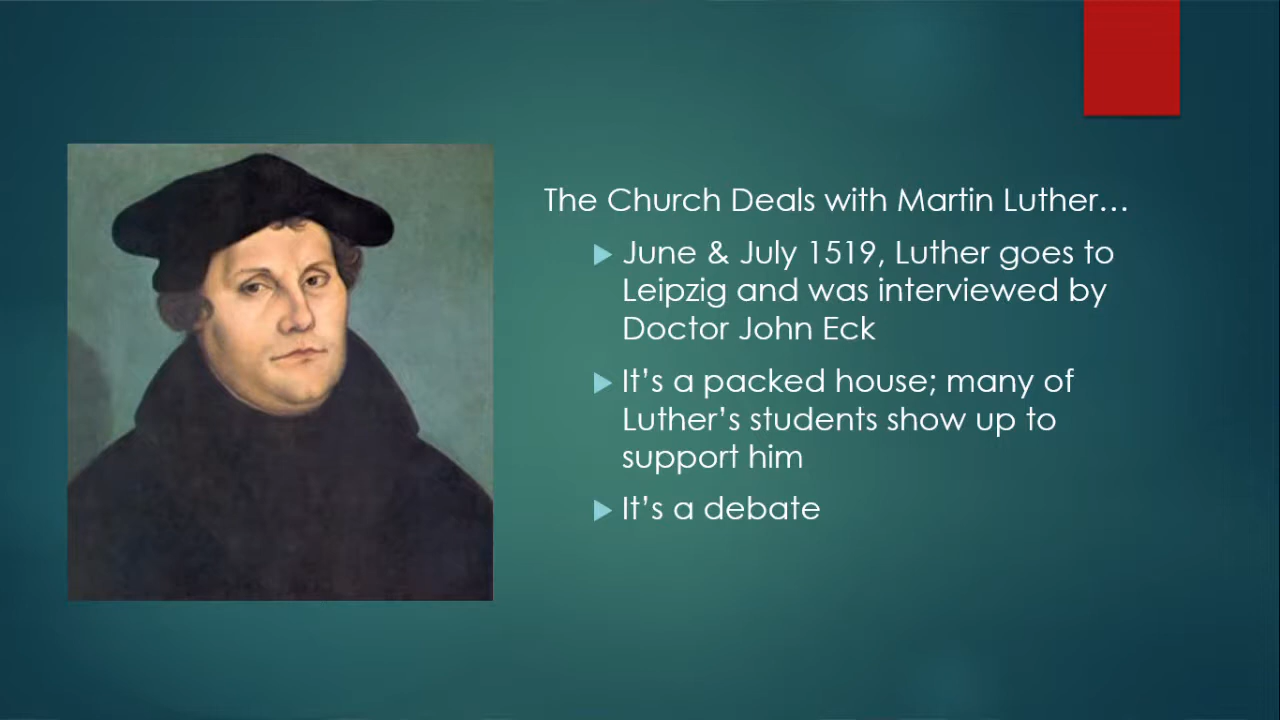 The Church Deals with Martin Luther…
June & July 1519, Luther goes to
Leipzig and was interviewed by
Doctor John Eck
It’s a packed house; many of
Luther’s students show up to
support him
It’s a debate